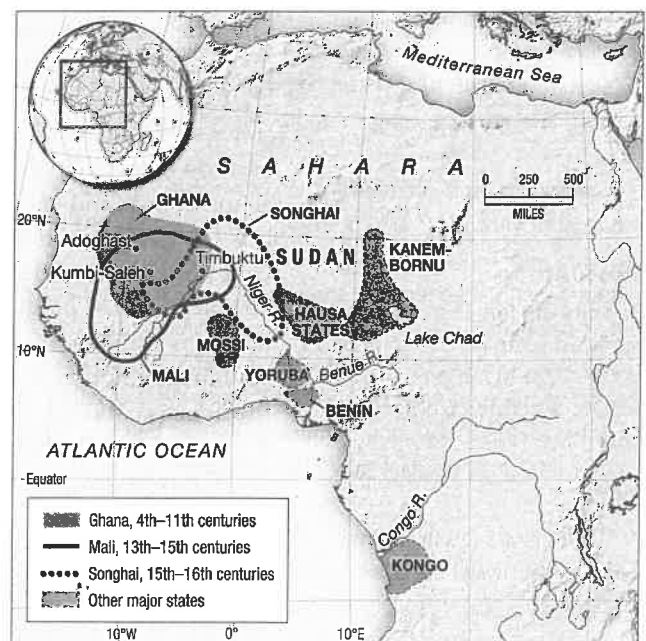 Mediterranean Sea
SAHARA
0 250 500
MILES
GHANA
SONGHAI
20°N
Adoghast
Timbuktu
SUDAN
KANEM-
BORNU
Kumbi-Saleh
Niger R.
HAUSA
STATES
Lake Chad
MOSSI
10°N
MALI
YORUBA
Benue R.
BENIN
ATLANTIC OCEAN
Equator
Congo R.
KONGO
Ghana, 4th–11th centuries
Mali, 13th–15th centuries
Songhai, 15th–16th centuries
Other major states
10°W
0°
10°E